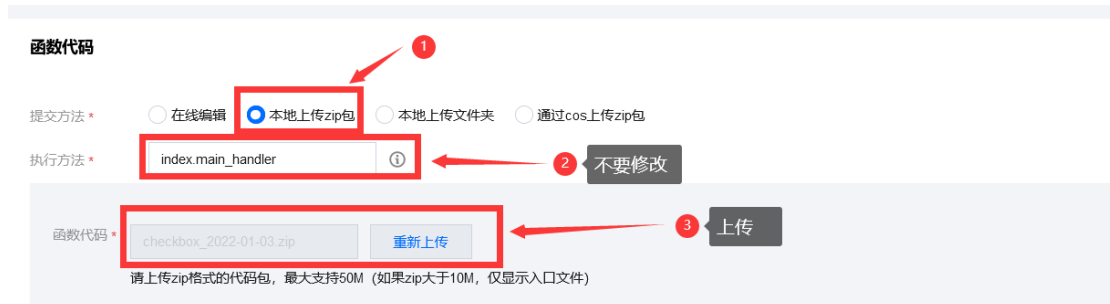 函数代码
1
提交方法 * 在线编辑 本地上传zip包 本地上传文件夹 通过cos上传zip包
执行方法 * index.main_handler 2 不要修改
函数代码 * checkbox_2022-01-03.zip 重新上传 3 上传
请上传zip格式的代码包，最大支持50M（如果zip大于10M，仅显示入口文件）